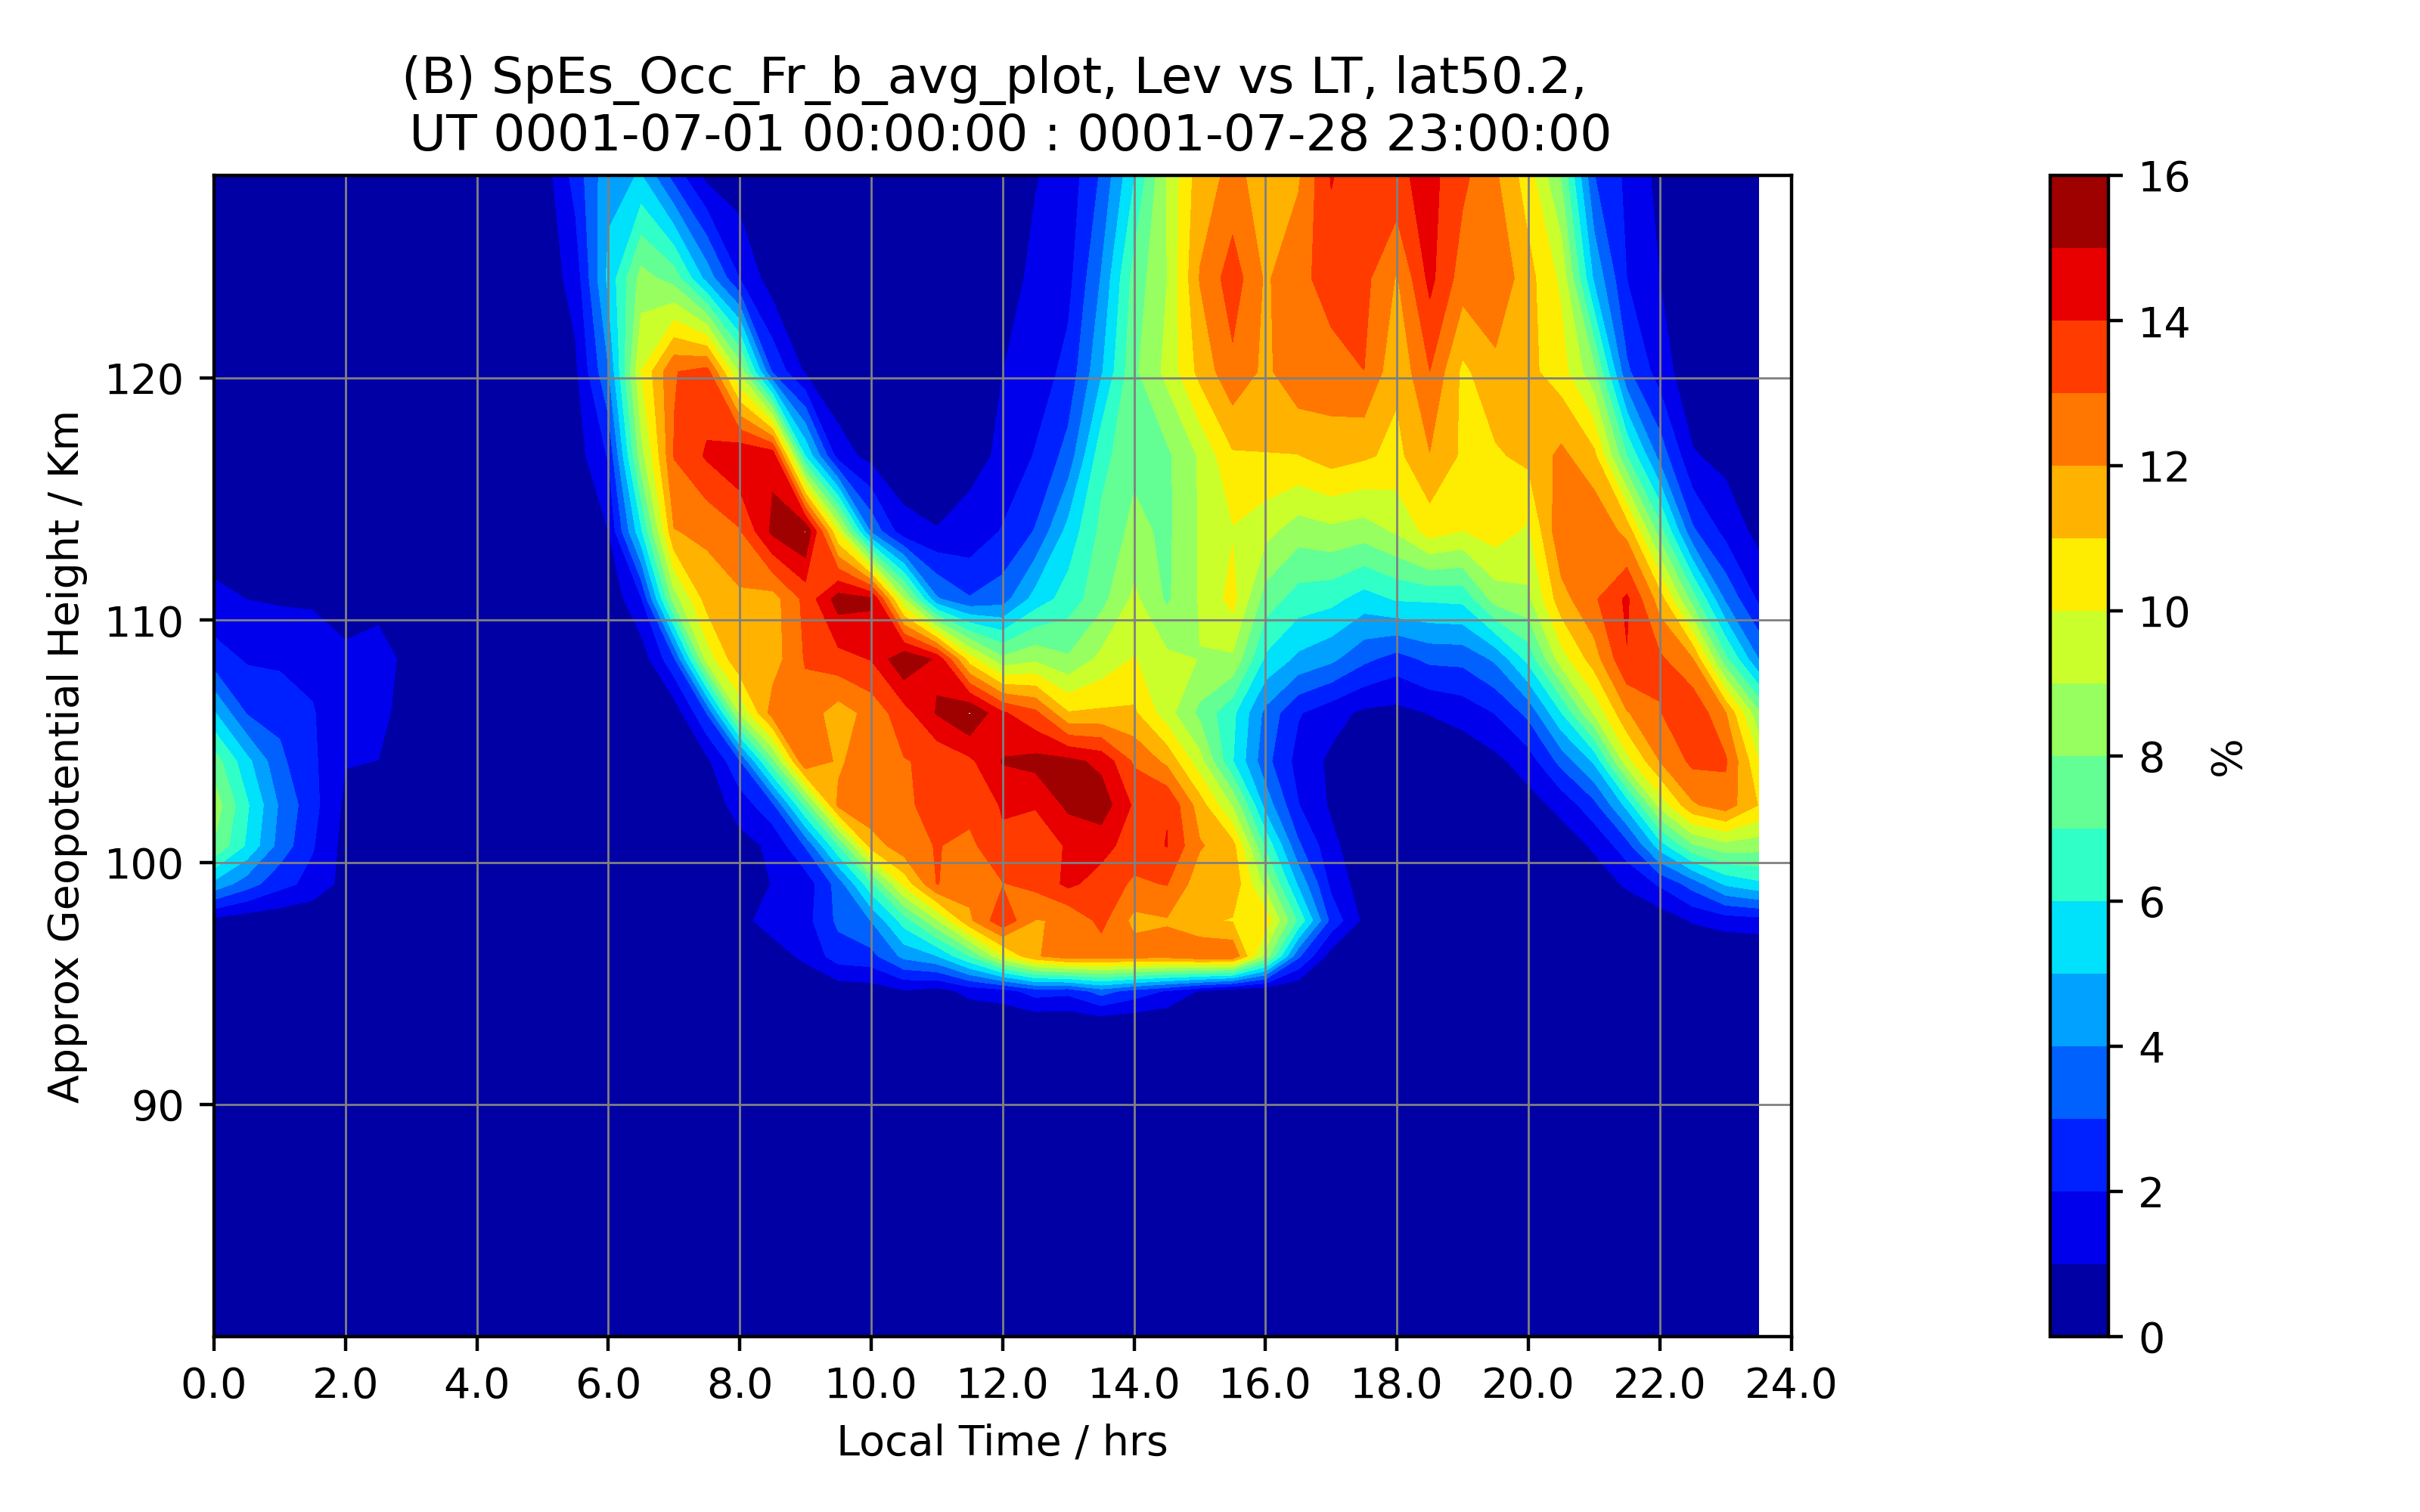 (B) SpEs_Occ_Fr_b_avg_plot, Lev vs LT, lat50.2,
UT 0001-07-01 00:00:00 : 0001-07-28 23:00:00
Approx Geopotential Height / Km
120
110
100
90
0.0 2.0 4.0 6.0 8.0 10.0 12.0 14.0 16.0 18.0 20.0 22.0 24.0
Local Time / hrs
16
14
12
10
8
6
4
2
0
%